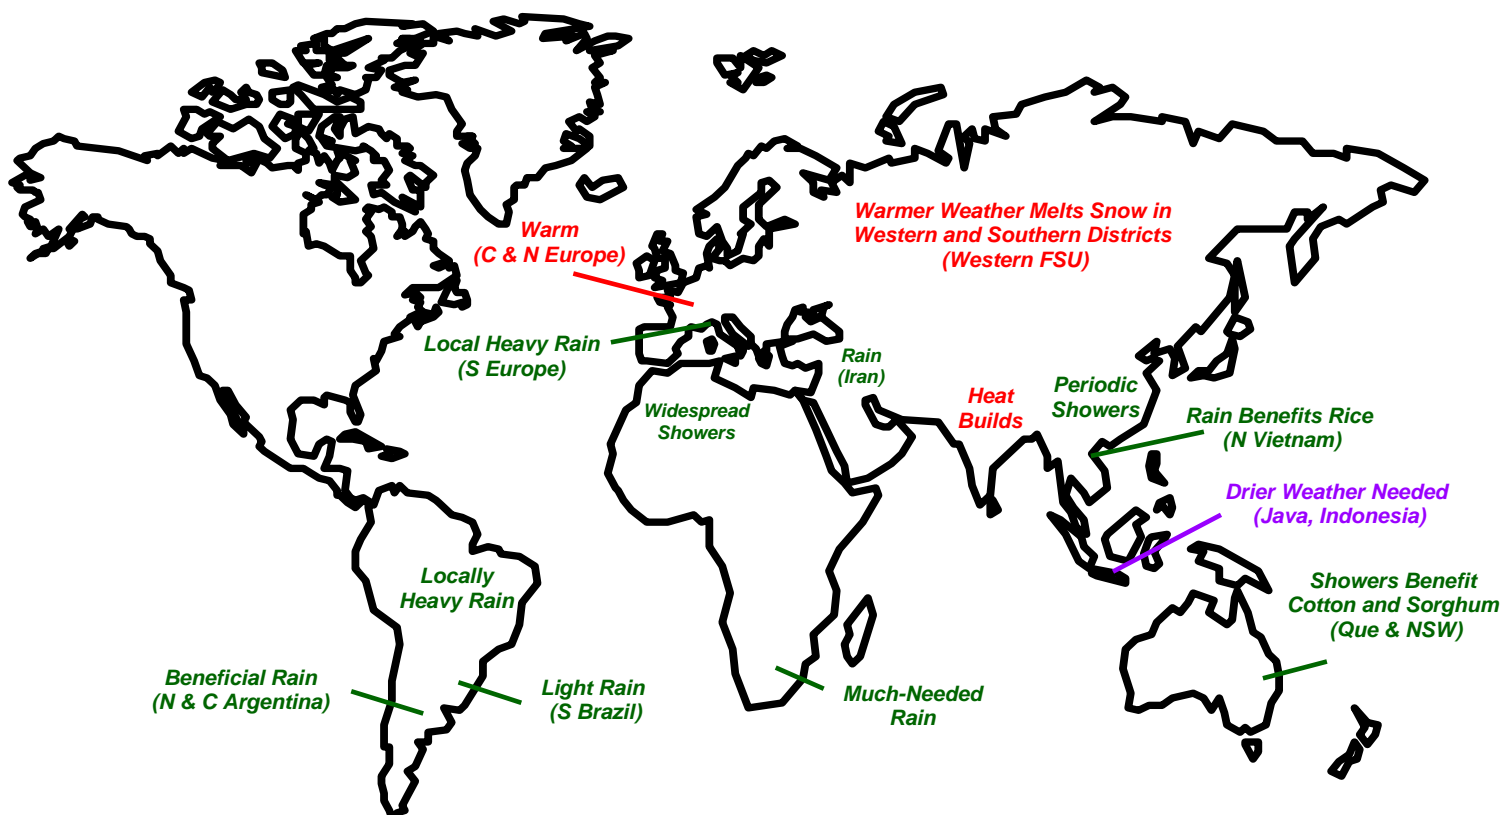 Warm
(C & N Europe)
Warmer Weather Melts Snow in
Western and Southern Districts
(Western FSU)
Local Heavy Rain
(S Europe)
Rain
(Iran)
Widespread
Showers
Heat
Builds
Periodic
Showers
Rain Benefits Rice
(N Vietnam)
Drier Weather Needed
(Java, Indonesia)
Showers Benefit
Cotton and Sorghum
(Que & NSW)
Locally
Heavy Rain
Beneficial Rain
(N & C Argentina)
Light Rain
(S Brazil)
Much-Needed
Rain